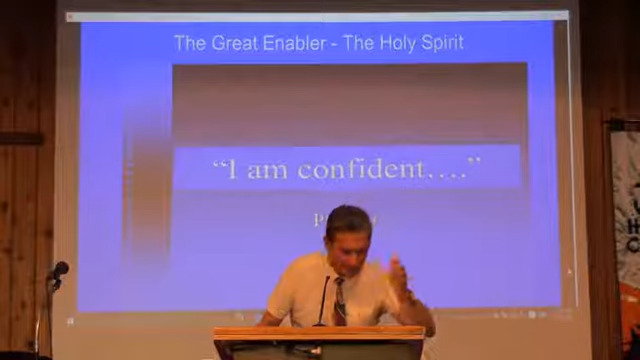 The Great Enabler - The Holy Spirit
“I am confident….”